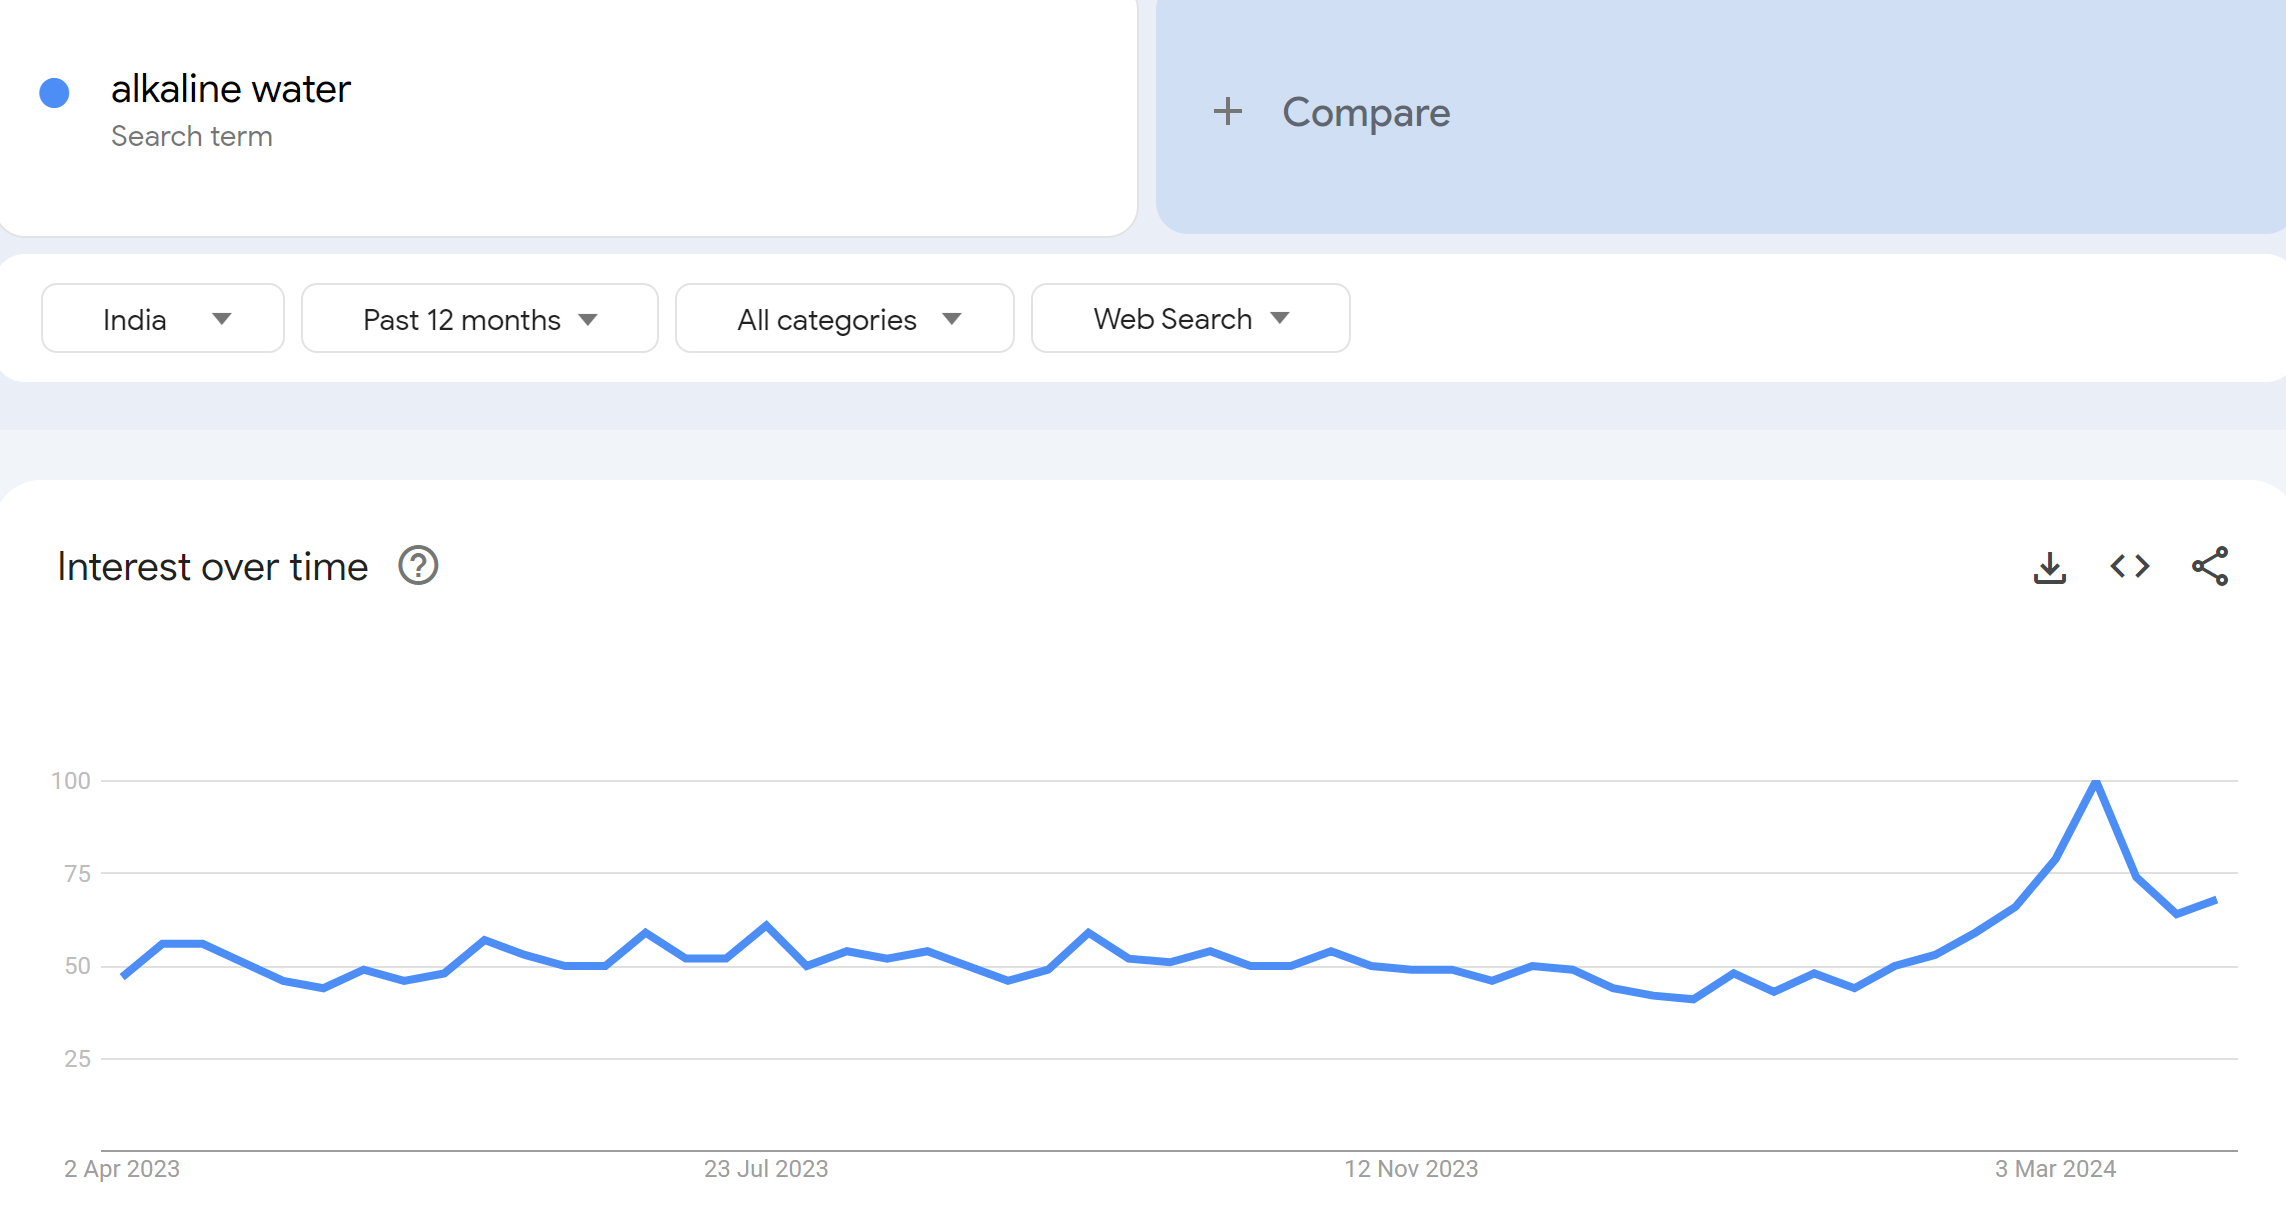 alkaline water
Search term
+ Compare
India
Past 12 months
All categories
Web Search
Interest over time
100
75
50
25
2 Apr 2023
23 Jul 2023
12 Nov 2023
3 Mar 2024